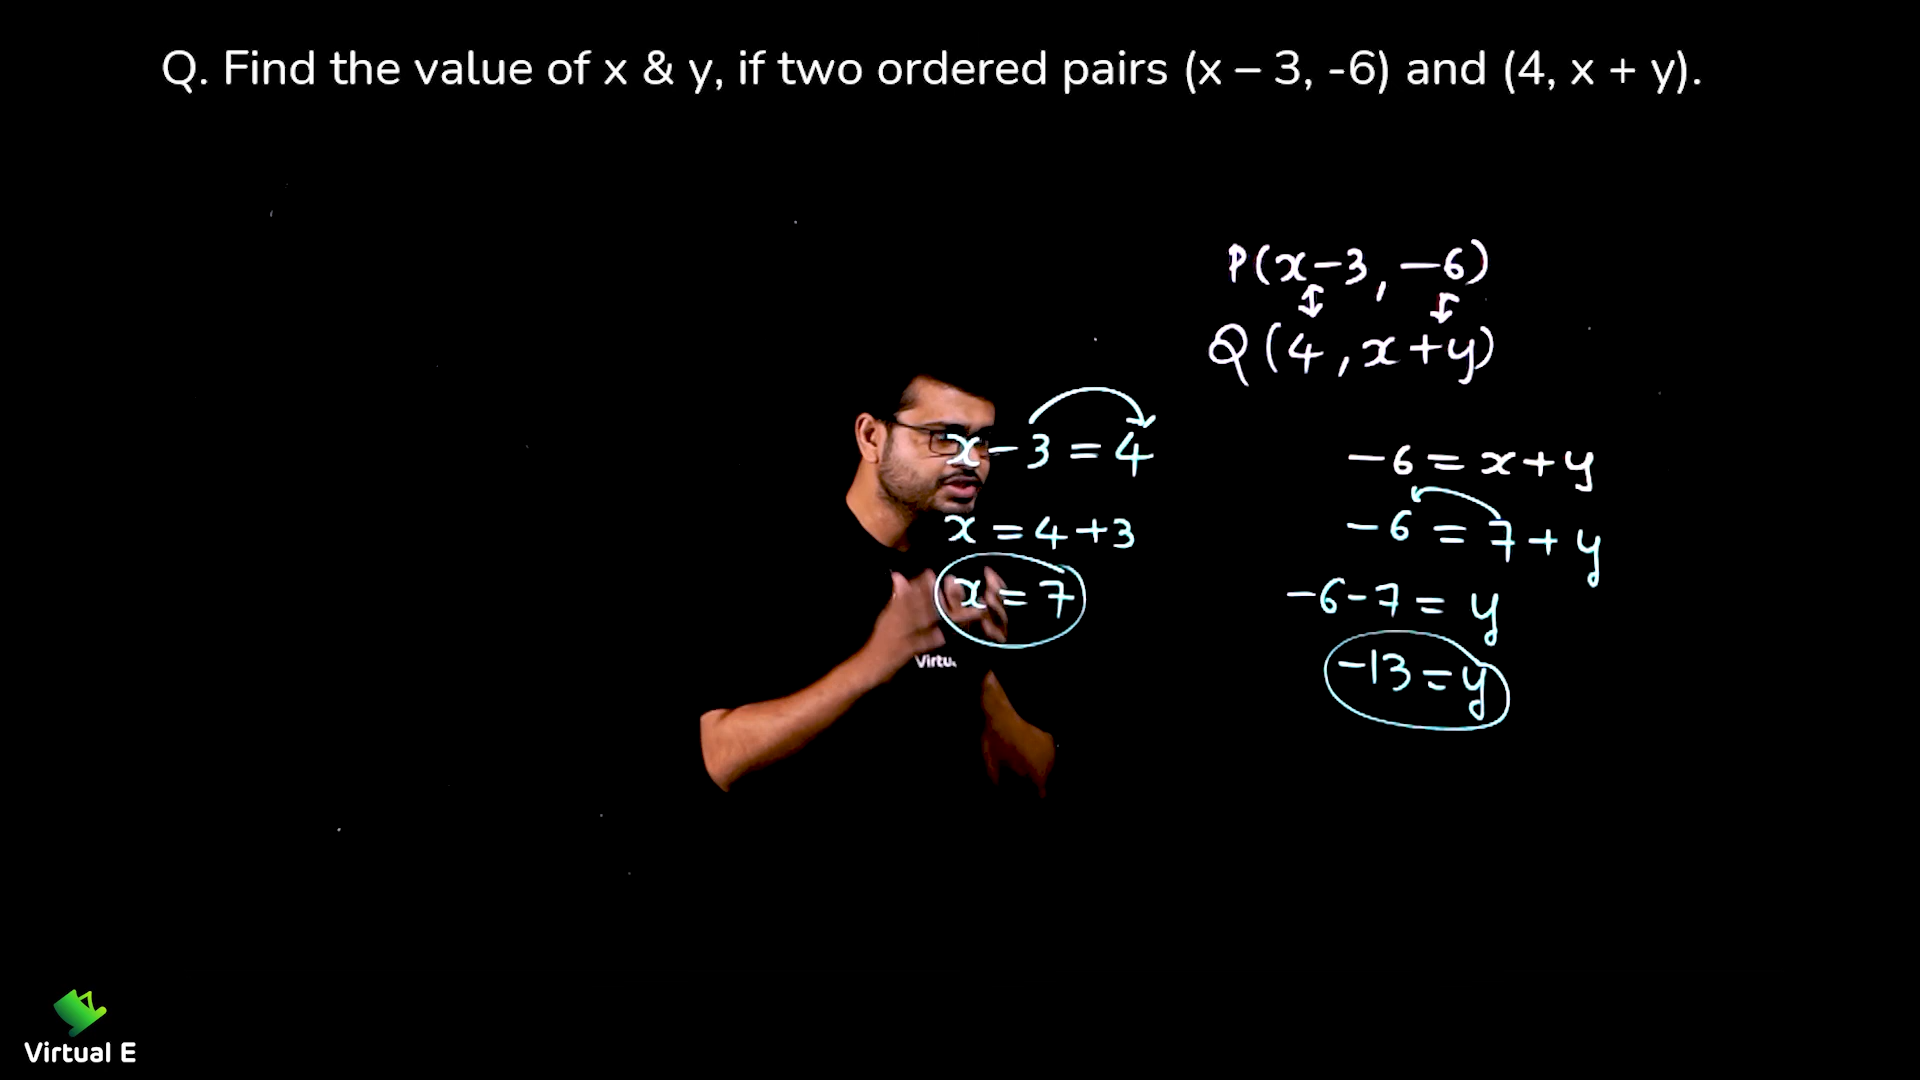 Q. Find the value of x & y, if two ordered pairs (x – 3, -6) and (4, x + y).
P(x-3, -6)
Q(4, x+y)
x-3=4
x=4+3
x=7
-6=x+y
-6=7+y
-6-7=y
-13=y
Virtu
Virtual E